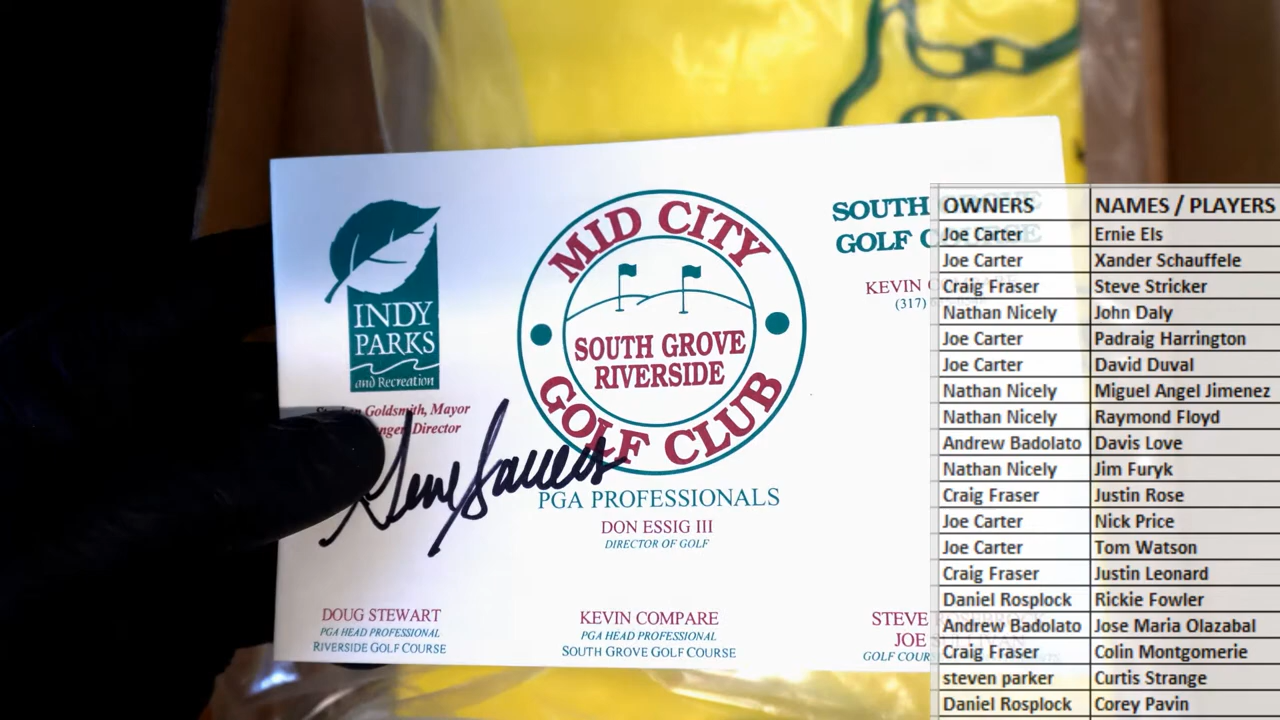 INDY
PARKS
and Recreation
Goldsmith, Mayor
Director
MID CITY
SOUTH GROVE
RIVERSIDE
GOLF CLUB
Gene Sauers
PGA PROFESSIONALS
DON ESSIG III
DIRECTOR OF GOLF
DOUG STEWART
PGA HEAD PROFESSIONAL
RIVERSIDE GOLF COURSE
KEVIN COMPARE
PGA HEAD PROFESSIONAL
SOUTH GROVE GOLF COURSE
SOUTH GROVE
GOLF COURSE
KEVIN COMPARE
(317)
STEVE
JOE SULLIVAN
OWNERS NAMES / PLAYERS
Joe Carter Ernie Els
Joe Carter Xander Schauffele
Craig Fraser Steve Stricker
Nathan Nicely John Daly
Joe Carter Padraig Harrington
Joe Carter David Duval
Nathan Nicely Miguel Angel Jimenez
Nathan Nicely Raymond Floyd
Andrew Badolato Davis Love
Nathan Nicely Jim Furyk
Craig Fraser Justin Rose
Joe Carter Nick Price
Joe Carter Tom Watson
Craig Fraser Justin Leonard
Daniel Rosplock Rickie Fowler
Andrew Badolato Jose Maria Olazabal
Craig Fraser Colin Montgomerie
steven parker Curtis Strange
Daniel Rosplock Corey Pavin